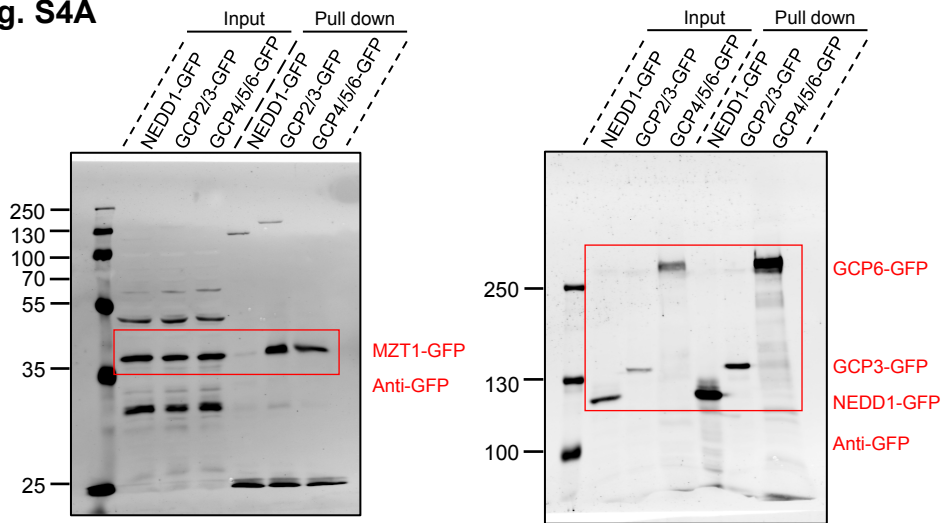 g. S4A
Input Pull down
NEDD1-GFP
GCP2/3-GFP
GCP4/5/6-GFP
NEDD1-GFP
GCP2/3-GFP
GCP4/5/6-GFP
250
130
100
70
55
35
25
MZT1-GFP
Anti-GFP
Input Pull down
NEDD1-GFP
GCP2/3-GFP
GCP4/5/6-GFP
NEDD1-GFP
GCP2/3-GFP
GCP4/5/6-GFP
250
130
100
GCP6-GFP
GCP3-GFP
NEDD1-GFP
Anti-GFP